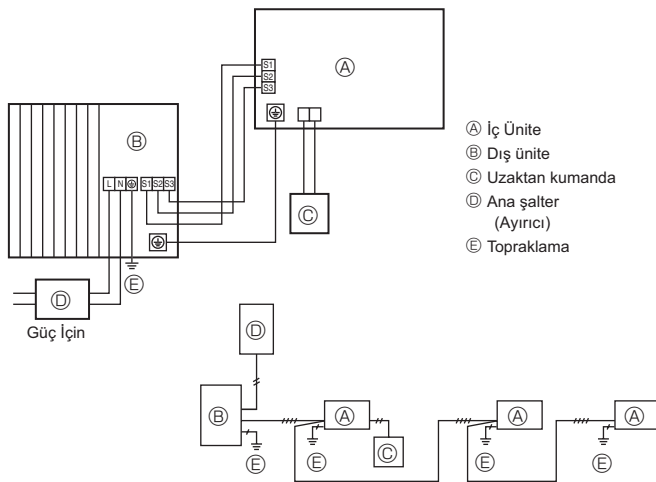 S1
S2
S3
Ⓐ
Ⓑ
L N S1 S2 S3
Ⓒ
Ⓔ
Ⓓ
Güç İçin
Ⓐ İç Ünite
Ⓑ Dış ünite
Ⓒ Uzaktan kumanda
Ⓓ Ana şalter
(Ayırıcı)
Ⓔ Topraklama
Ⓓ
Ⓑ Ⓐ Ⓐ Ⓐ
Ⓔ Ⓔ Ⓒ Ⓔ Ⓔ